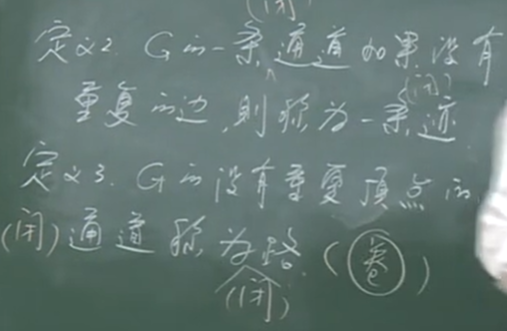 (闭)
定义2. G的一条通道如果没有
(闭)
重复的边,则称为一条迹.
定义3. G的没有重复顶点的
(闭)通道称为路. (圈)
(闭)